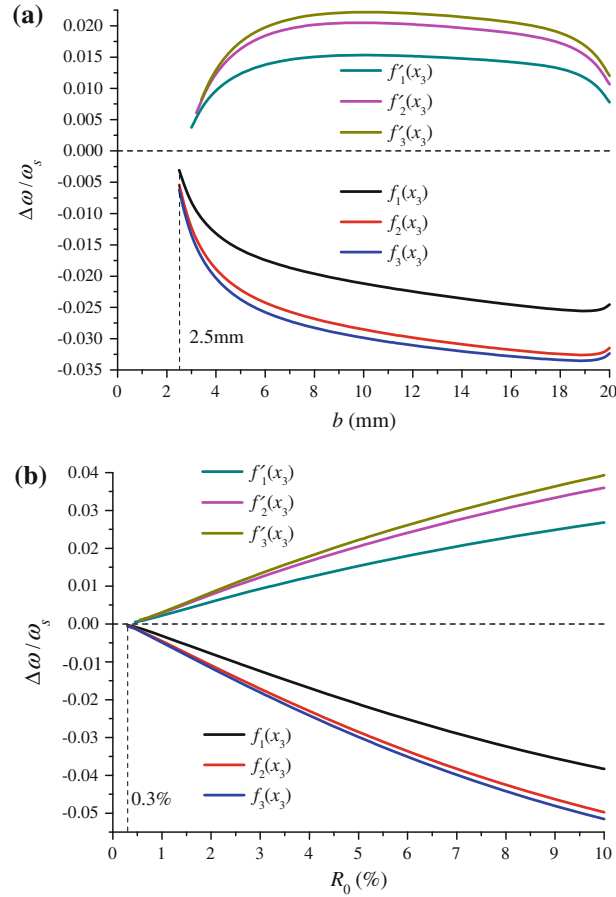 (a)
0.020
0.015
0.010
0.005
0.000
-0.005
-0.010
-0.015
-0.020
-0.025
-0.030
-0.035
Δω/ω_s
f′₁(x₃)
f′₂(x₃)
f′₃(x₃)
f₁(x₃)
f₂(x₃)
f₃(x₃)
2.5mm
0 2 4 6 8 10 12 14 16 18 20
b (mm)
(b)
0.04
0.03
0.02
0.01
0.00
-0.01
-0.02
-0.03
-0.04
-0.05
Δω/ω_s
f′₁(x₃)
f′₂(x₃)
f′₃(x₃)
f₁(x₃)
f₂(x₃)
f₃(x₃)
0.3%
0 1 2 3 4 5 6 7 8 9 10
R₀ (%)